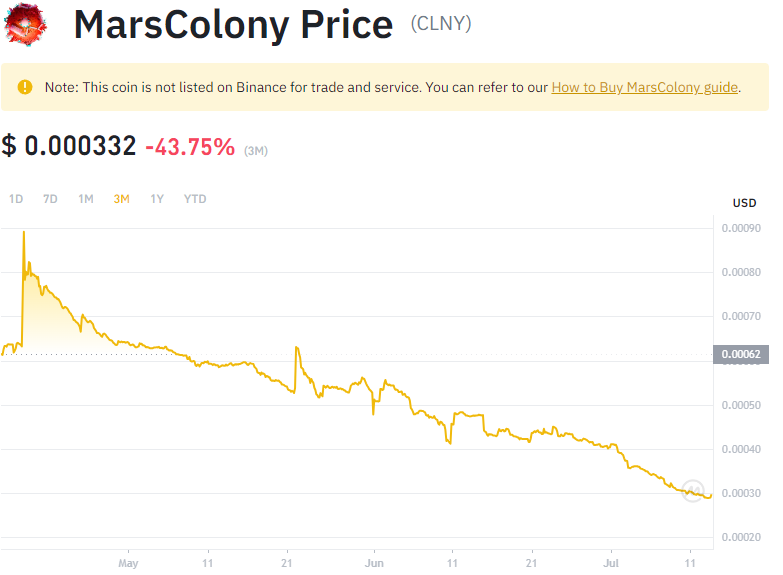 MarsColony Price (CLNY)
Note: This coin is not listed on Binance for trade and service. You can refer to our How to Buy MarsColony guide.
$ 0.000332 -43.75% (3M)
1D 7D 1M 3M 1Y YTD
USD
0.00090
0.00080
0.00070
0.00062
0.00050
0.00040
0.00030
0.00020
May 11 21 Jun 11 21 Jul 11